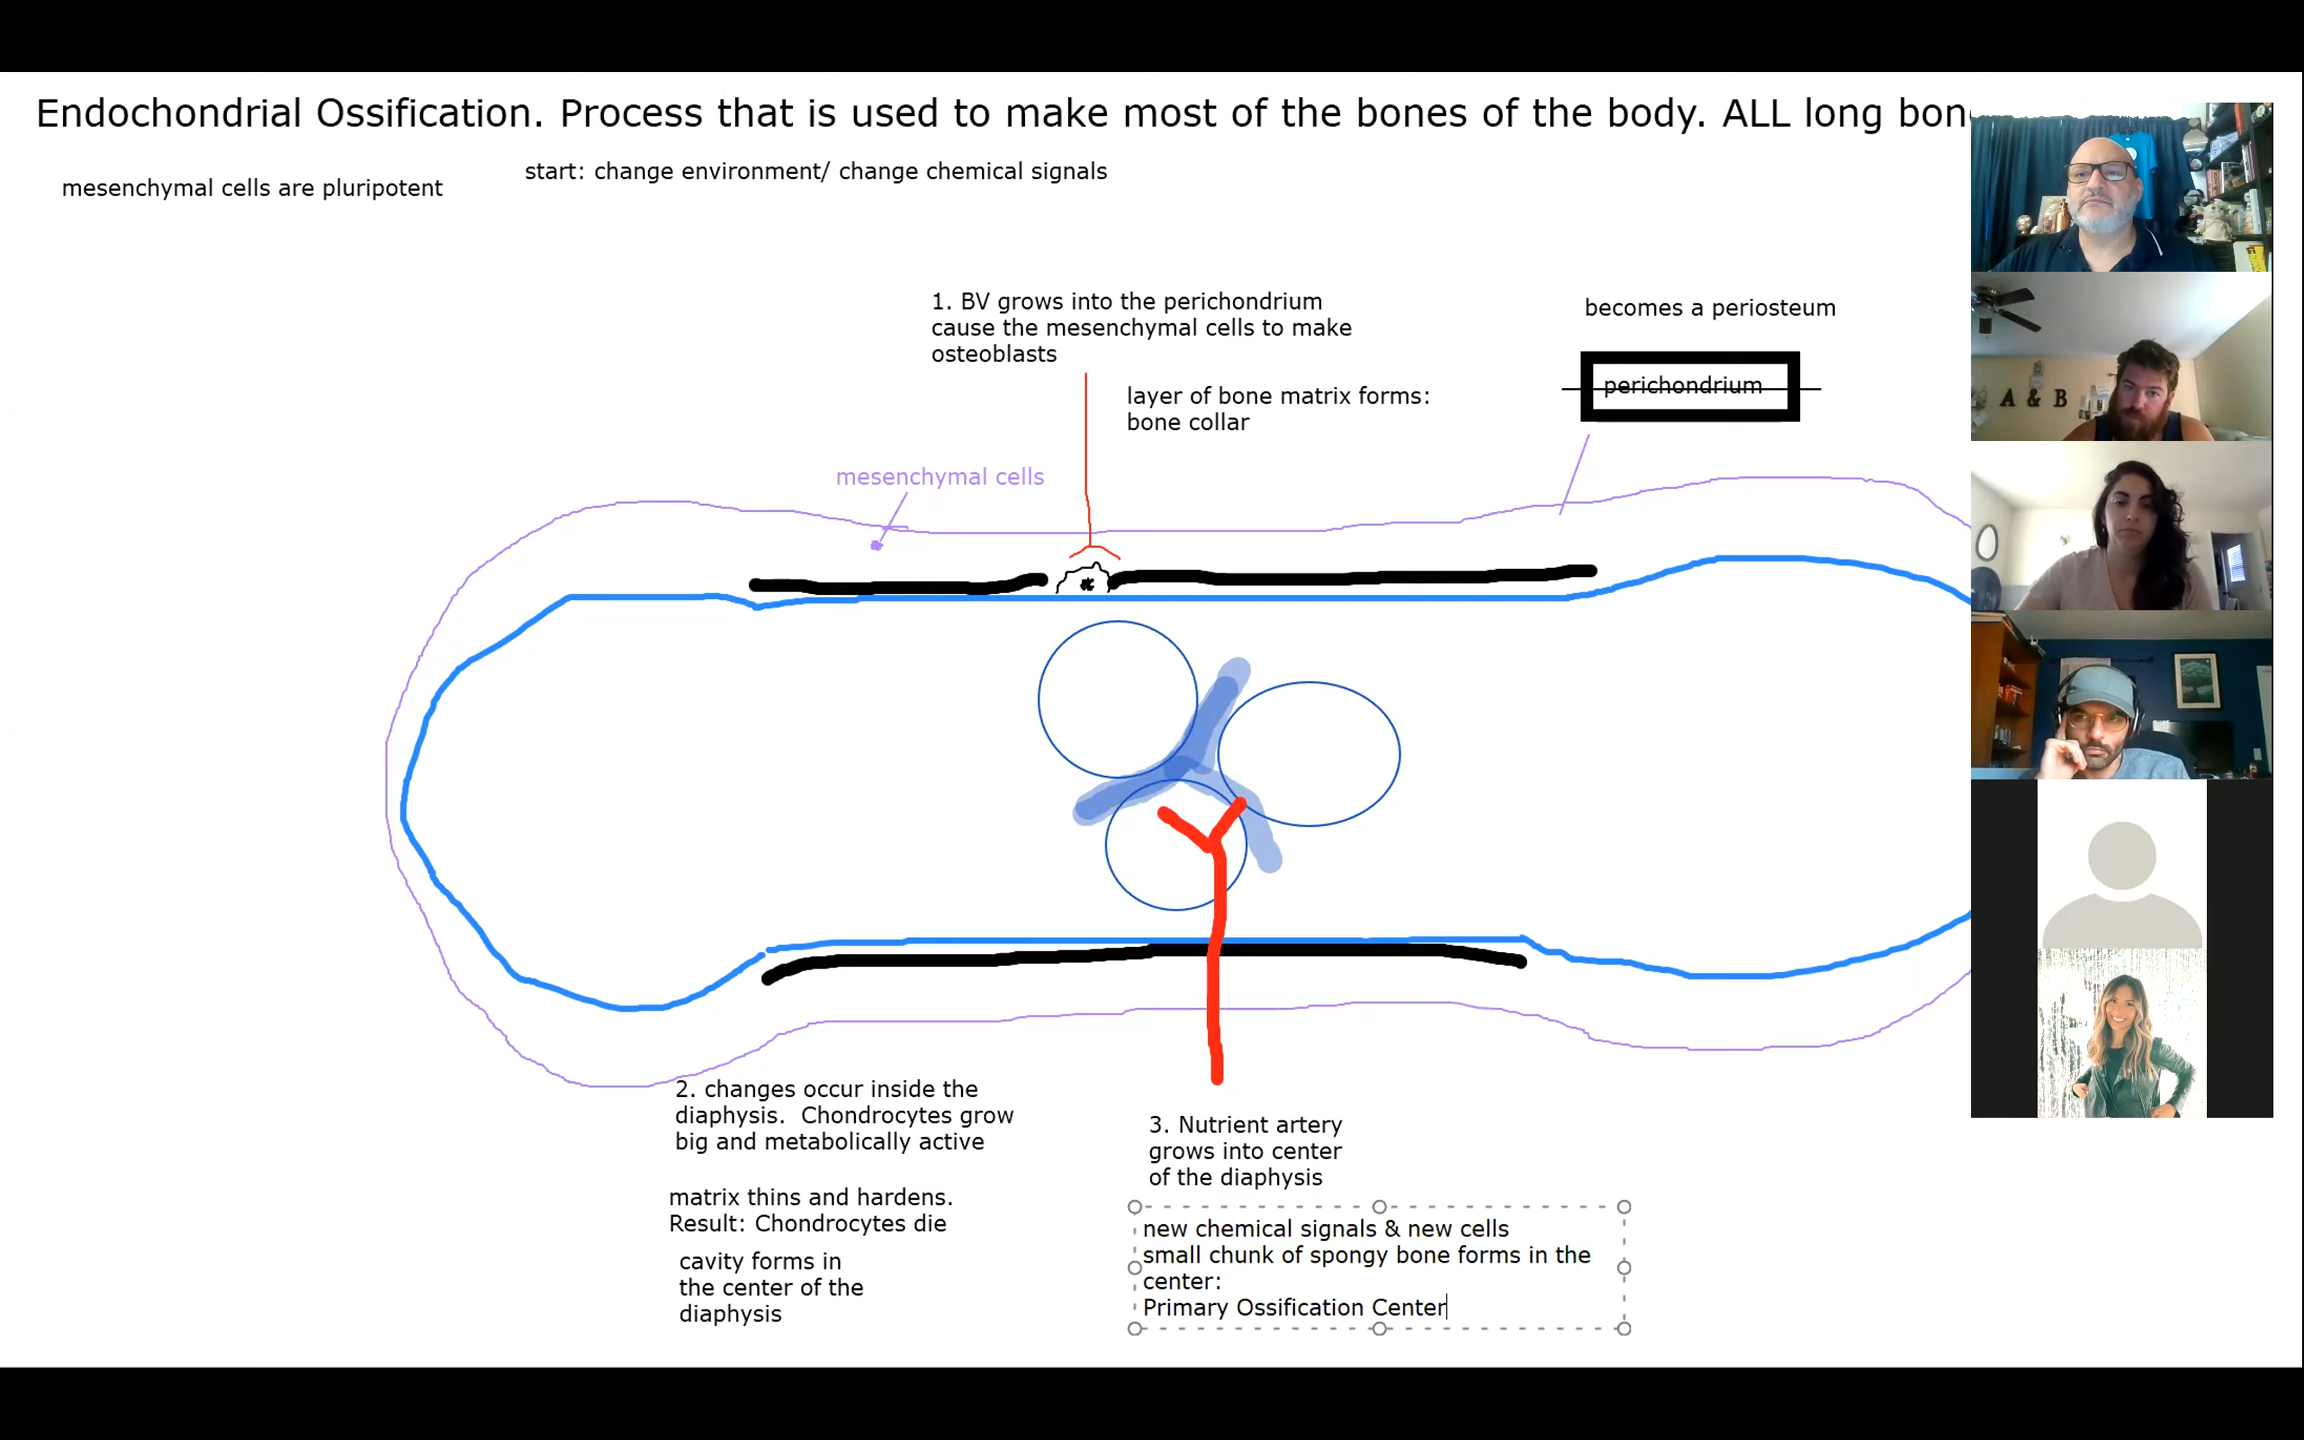 Endochondrial Ossification. Process that is used to make most of the bones of the body. ALL long bon
mesenchymal cells are pluripotent
start: change environment/ change chemical signals
1. BV grows into the perichondrium
cause the mesenchymal cells to make
osteoblasts
becomes a periosteum
perichondrium
layer of bone matrix forms:
bone collar
mesenchymal cells
A & B
2. changes occur inside the
diaphysis.  Chondrocytes grow
big and metabolically active
matrix thins and hardens.
Result: Chondrocytes die
cavity forms in
the center of the
diaphysis
3. Nutrient artery
grows into center
of the diaphysis
new chemical signals & new cells
small chunk of spongy bone forms in the
center:
Primary Ossification Center